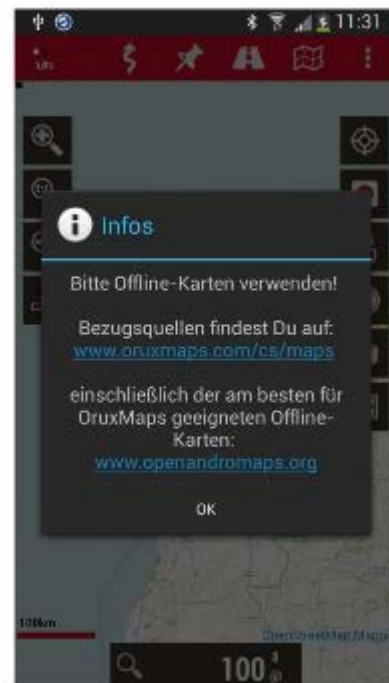 11:31
Infos
Bitte Offline-Karten verwenden!
Bezugsquellen findest Du auf:
www.oruxmaps.com/cs/maps
einschließlich der am besten für
OruxMaps geeigneten Offline-
Karten:
www.openandromaps.org
OK
100km
OpenStreetMap Mapni
100